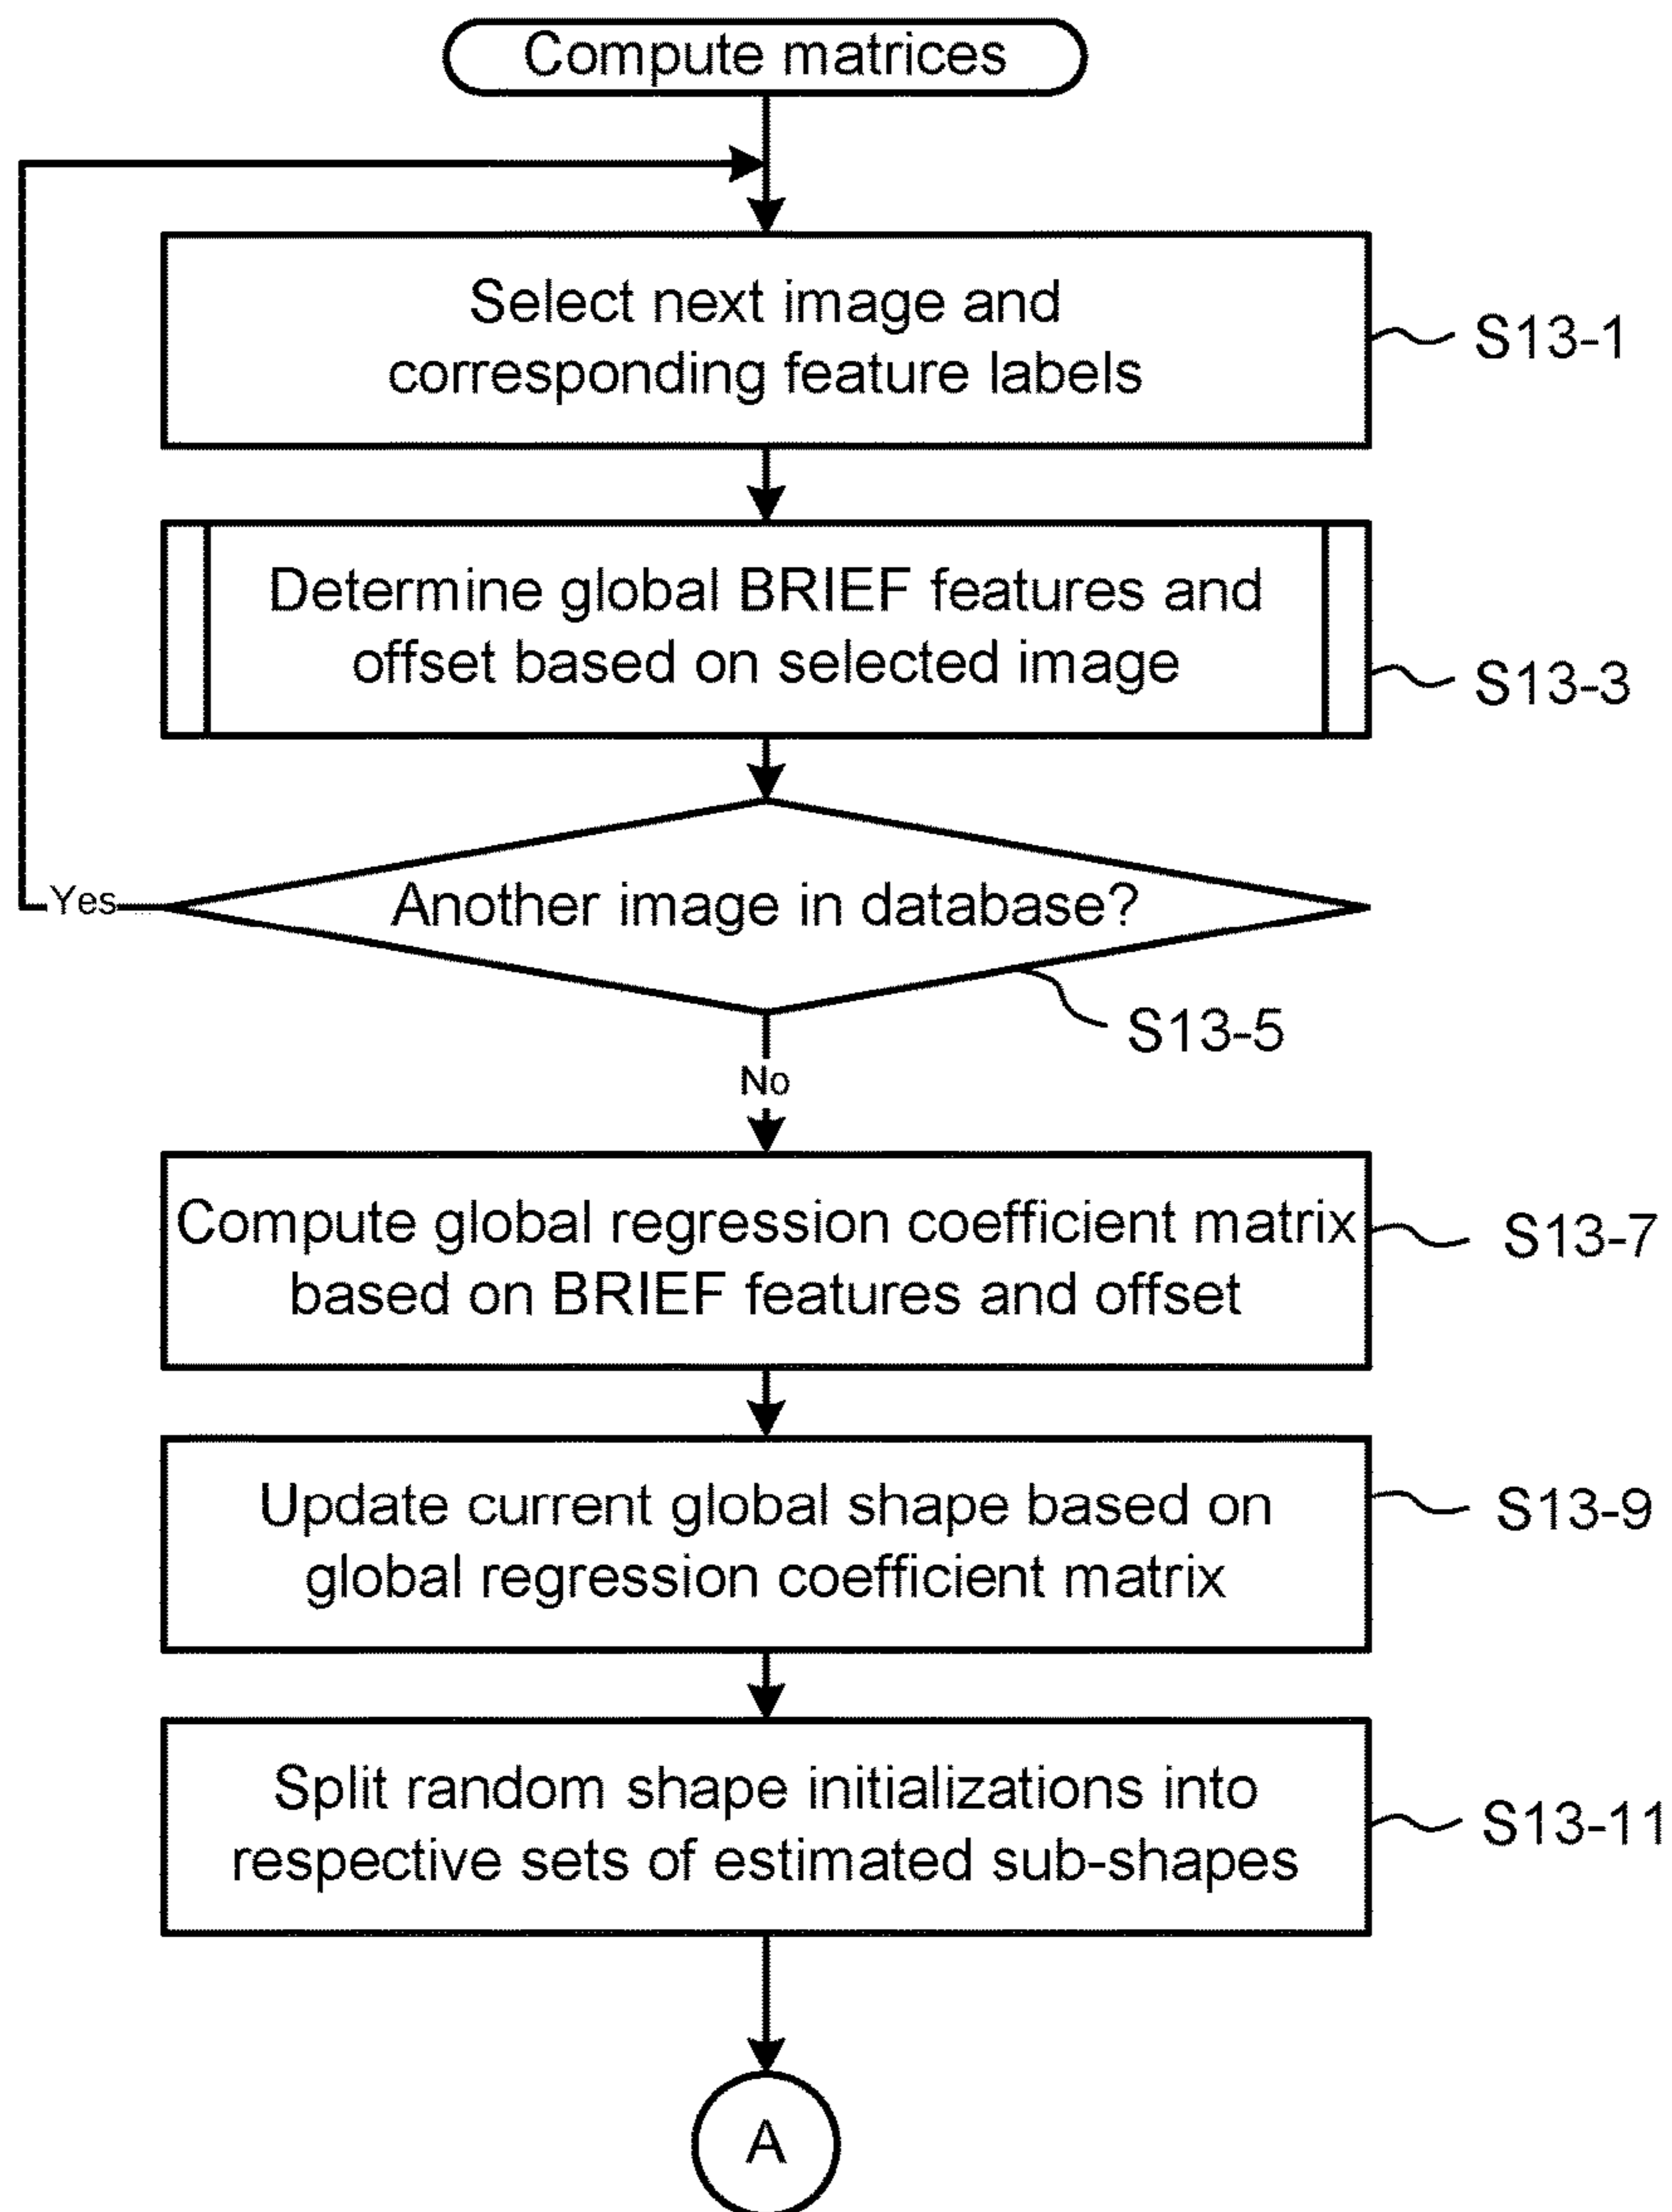 Compute matrices
Select next image and
corresponding feature labels
S13-1
Determine global BRIEF features and
offset based on selected image
S13-3
Another image in database?
Yes
S13-5
No
Compute global regression coefficient matrix
based on BRIEF features and offset
S13-7
Update current global shape based on
global regression coefficient matrix
S13-9
Split random shape initializations into
respective sets of estimated sub-shapes
S13-11
A